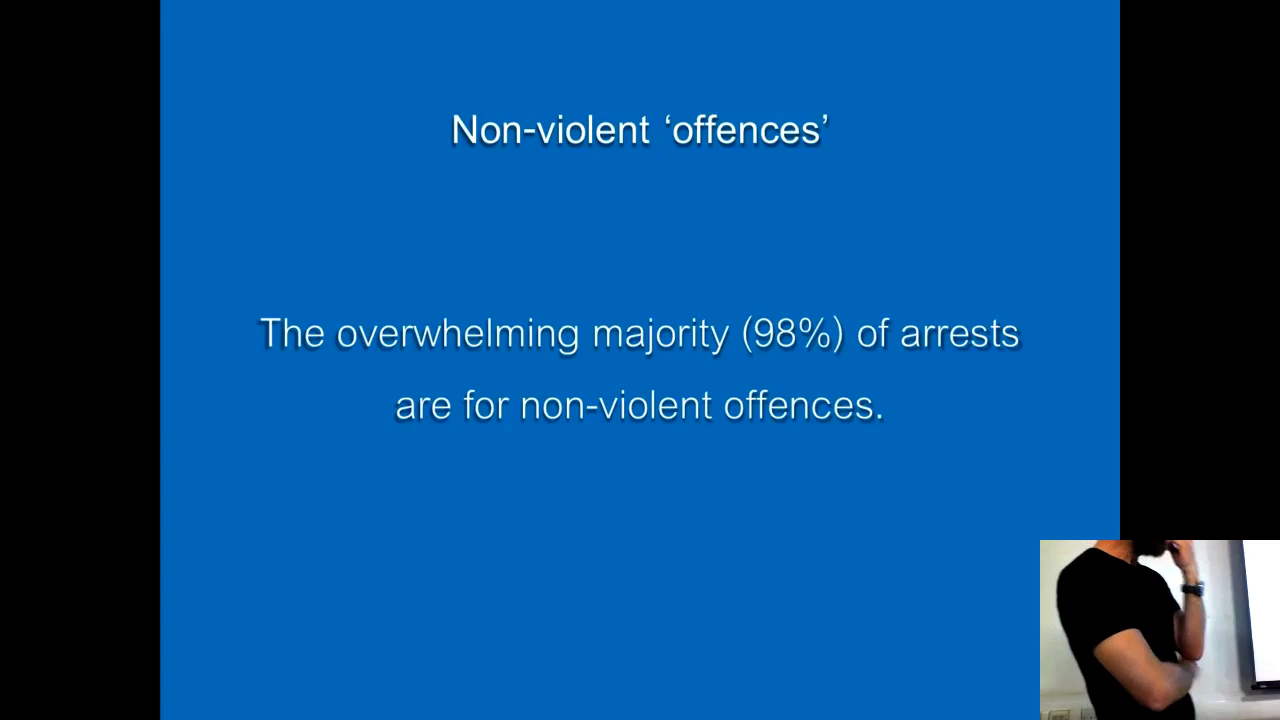 Non-violent ‘offences’
The overwhelming majority (98%) of arrests
are for non-violent offences.